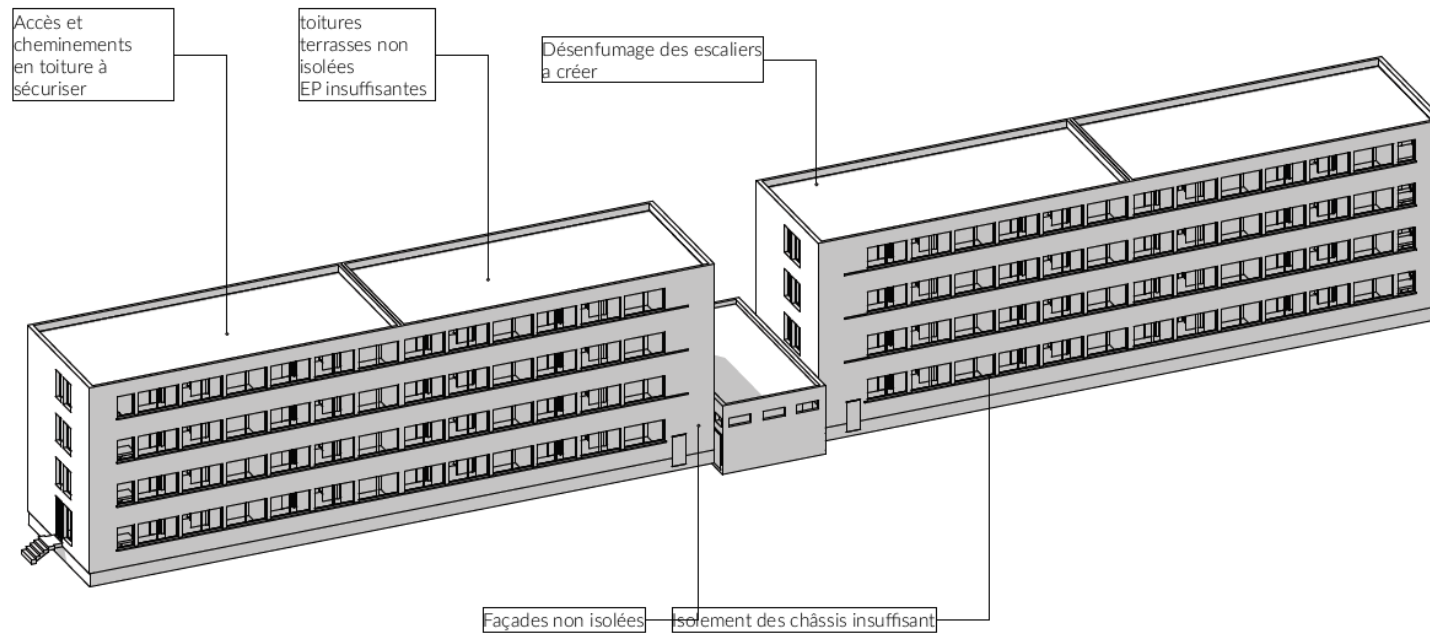 Accès et
cheminements
en toiture à
sécuriser
toitures
terrasses non
isolées
EP insuffisantes
Désenfumage des escaliers
a créer
Façades non isolées
Isolement des châssis insuffisant